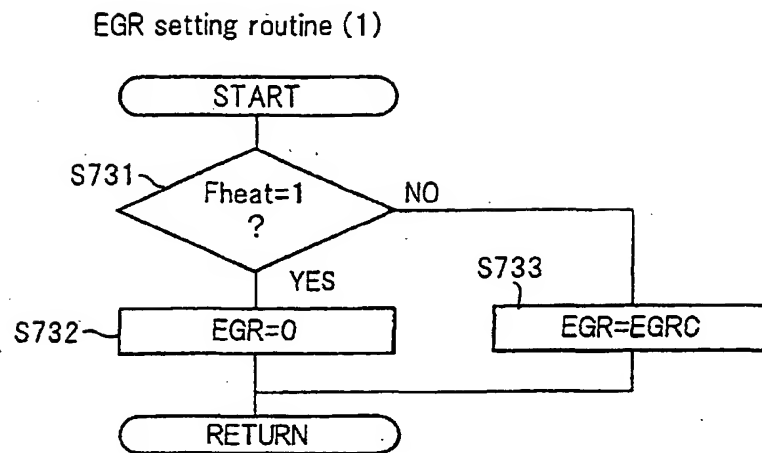 EGR setting routine (1)
START
S731
Fheat=1
?
NO
YES
S733
S732
EGR=0
EGR=EGRC
RETURN